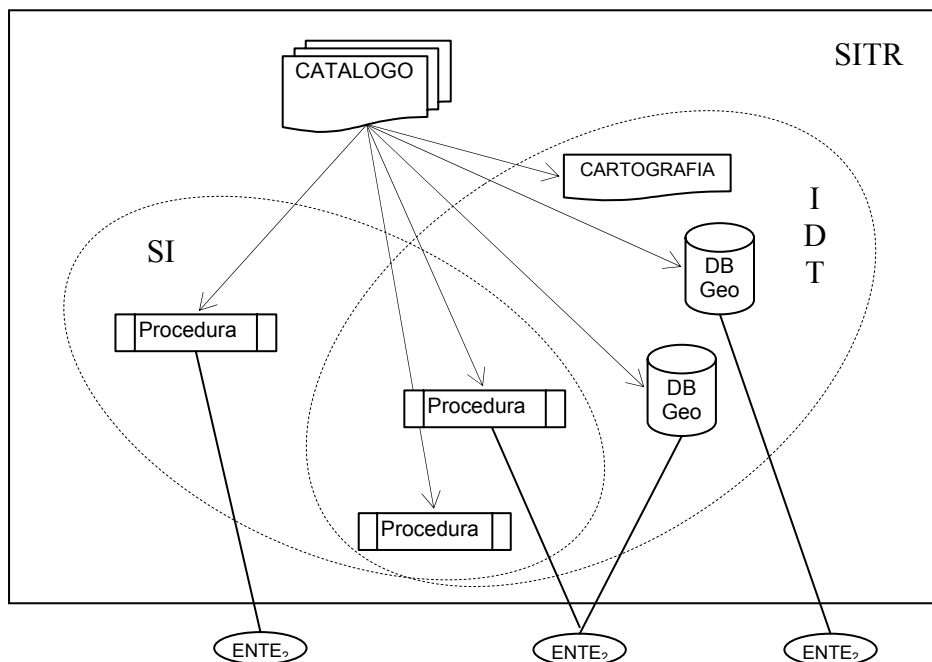 SITR
CATALOGO
CARTOGRAFIA
I
D
T
SI
DB
Geo
Procedura
DB
Geo
Procedura
Procedura
ENTE₂
ENTE₂
ENTE₂